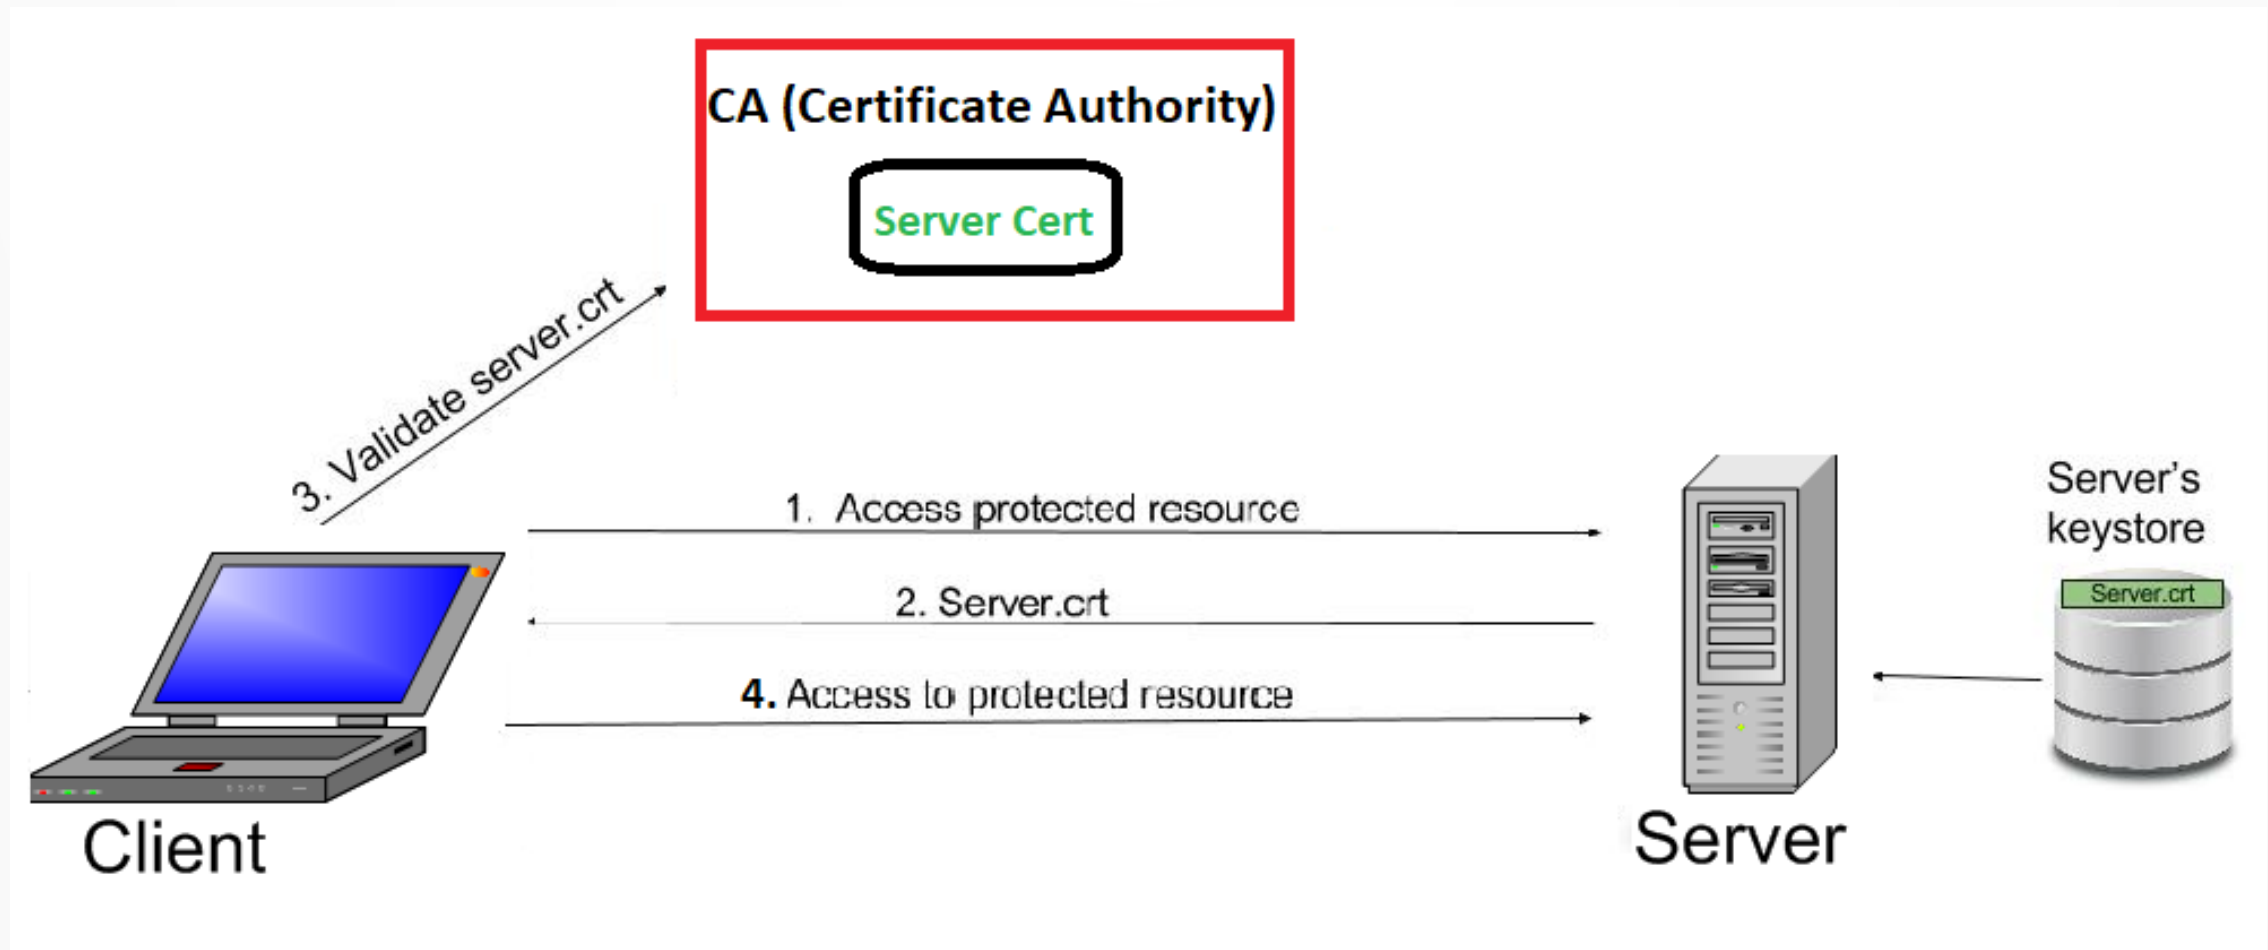 CA (Certificate Authority)
Server Cert
3. Validate server.crt
1. Access protected resource
2. Server.crt
4. Access to protected resource
Server's
keystore
Server.crt
Client
Server